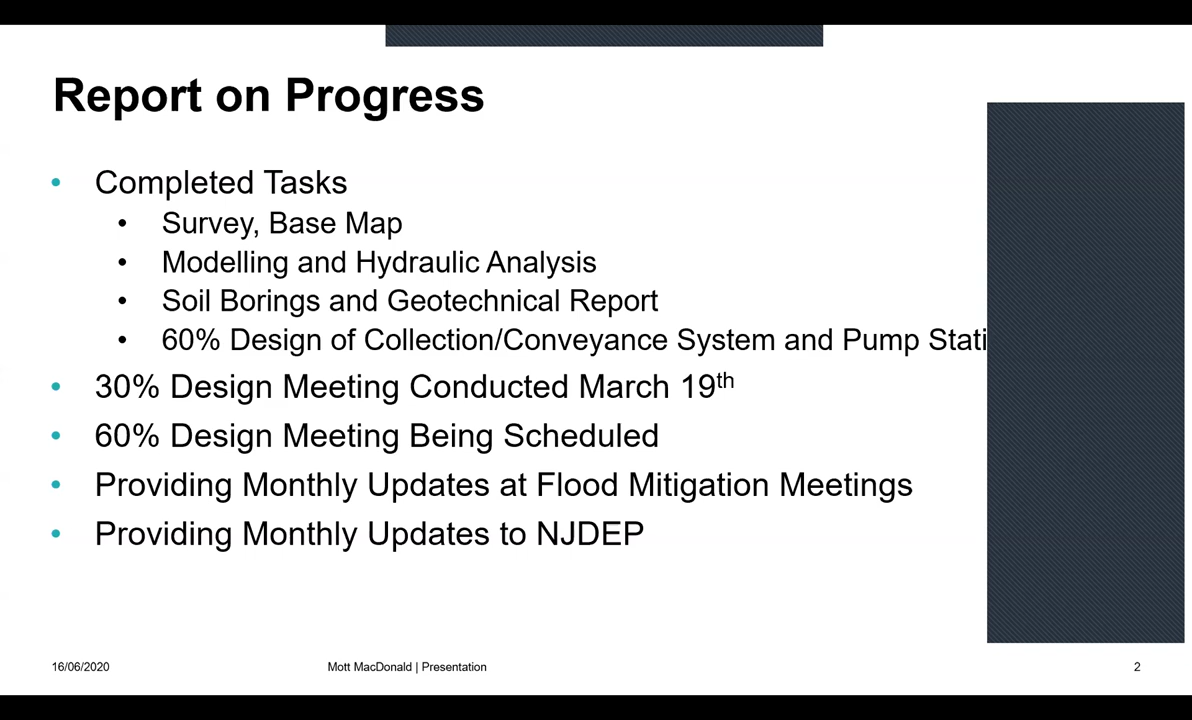 Report on Progress
• Completed Tasks
• Survey, Base Map
• Modelling and Hydraulic Analysis
• Soil Borings and Geotechnical Report
• 60% Design of Collection/Conveyance System and Pump Stati
• 30% Design Meeting Conducted March 19th
• 60% Design Meeting Being Scheduled
• Providing Monthly Updates at Flood Mitigation Meetings
• Providing Monthly Updates to NJDEP
16/06/2020 Mott MacDonald | Presentation 2